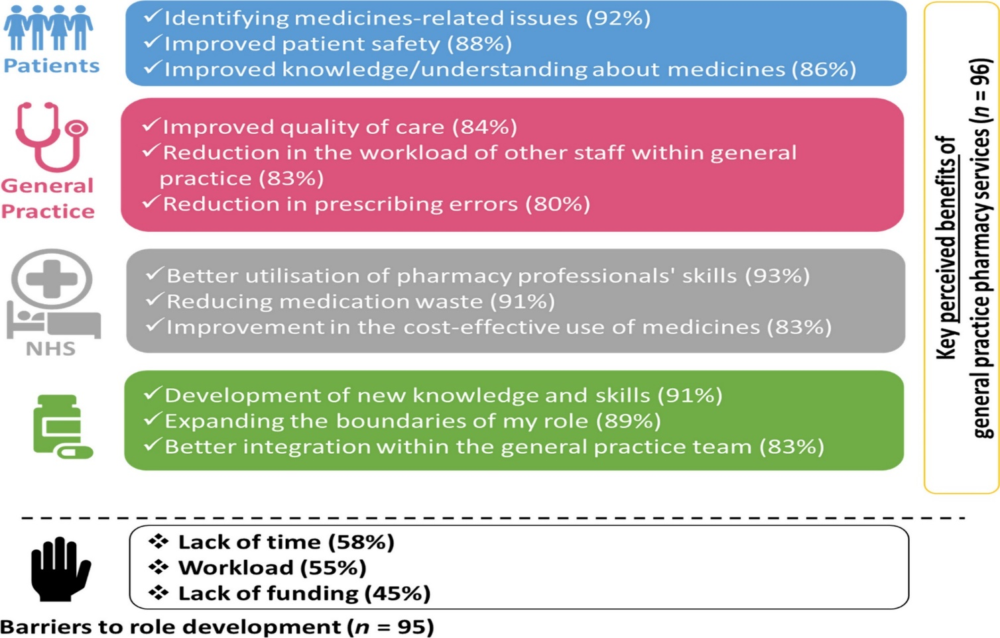 Patients
✓Identifying medicines-related issues (92%)
✓Improved patient safety (88%)
✓Improved knowledge/understanding about medicines (86%)
General
Practice
✓Improved quality of care (84%)
✓Reduction in the workload of other staff within general
practice (83%)
✓Reduction in prescribing errors (80%)
NHS
✓Better utilisation of pharmacy professionals' skills (93%)
✓Reducing medication waste (91%)
✓Improvement in the cost-effective use of medicines (83%)
✓Development of new knowledge and skills (91%)
✓Expanding the boundaries of my role (89%)
✓Better integration within the general practice team (83%)
Key perceived benefits of
general practice pharmacy services (n = 96)
❖ Lack of time (58%)
❖ Workload (55%)
❖ Lack of funding (45%)
Barriers to role development (n = 95)